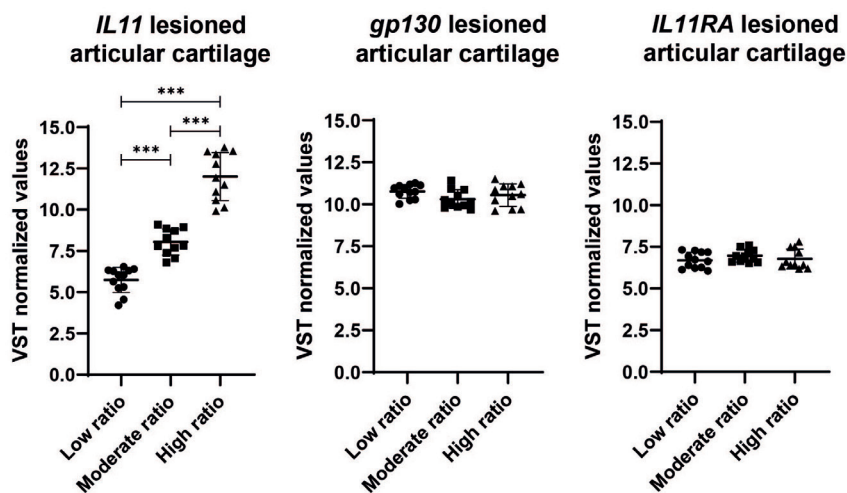 IL11 lesioned
articular cartilage
***
***
***
VST normalized values
15.0
12.5
10.0
7.5
5.0
2.5
0.0
Low ratio
Moderate ratio
High ratio
gp130 lesioned
articular cartilage
VST normalized values
15.0
12.5
10.0
7.5
5.0
2.5
0.0
Low ratio
Moderate ratio
High ratio
IL11RA lesioned
articular cartilage
VST normalized values
15.0
12.5
10.0
7.5
5.0
2.5
0.0
Low ratio
Moderate ratio
High ratio